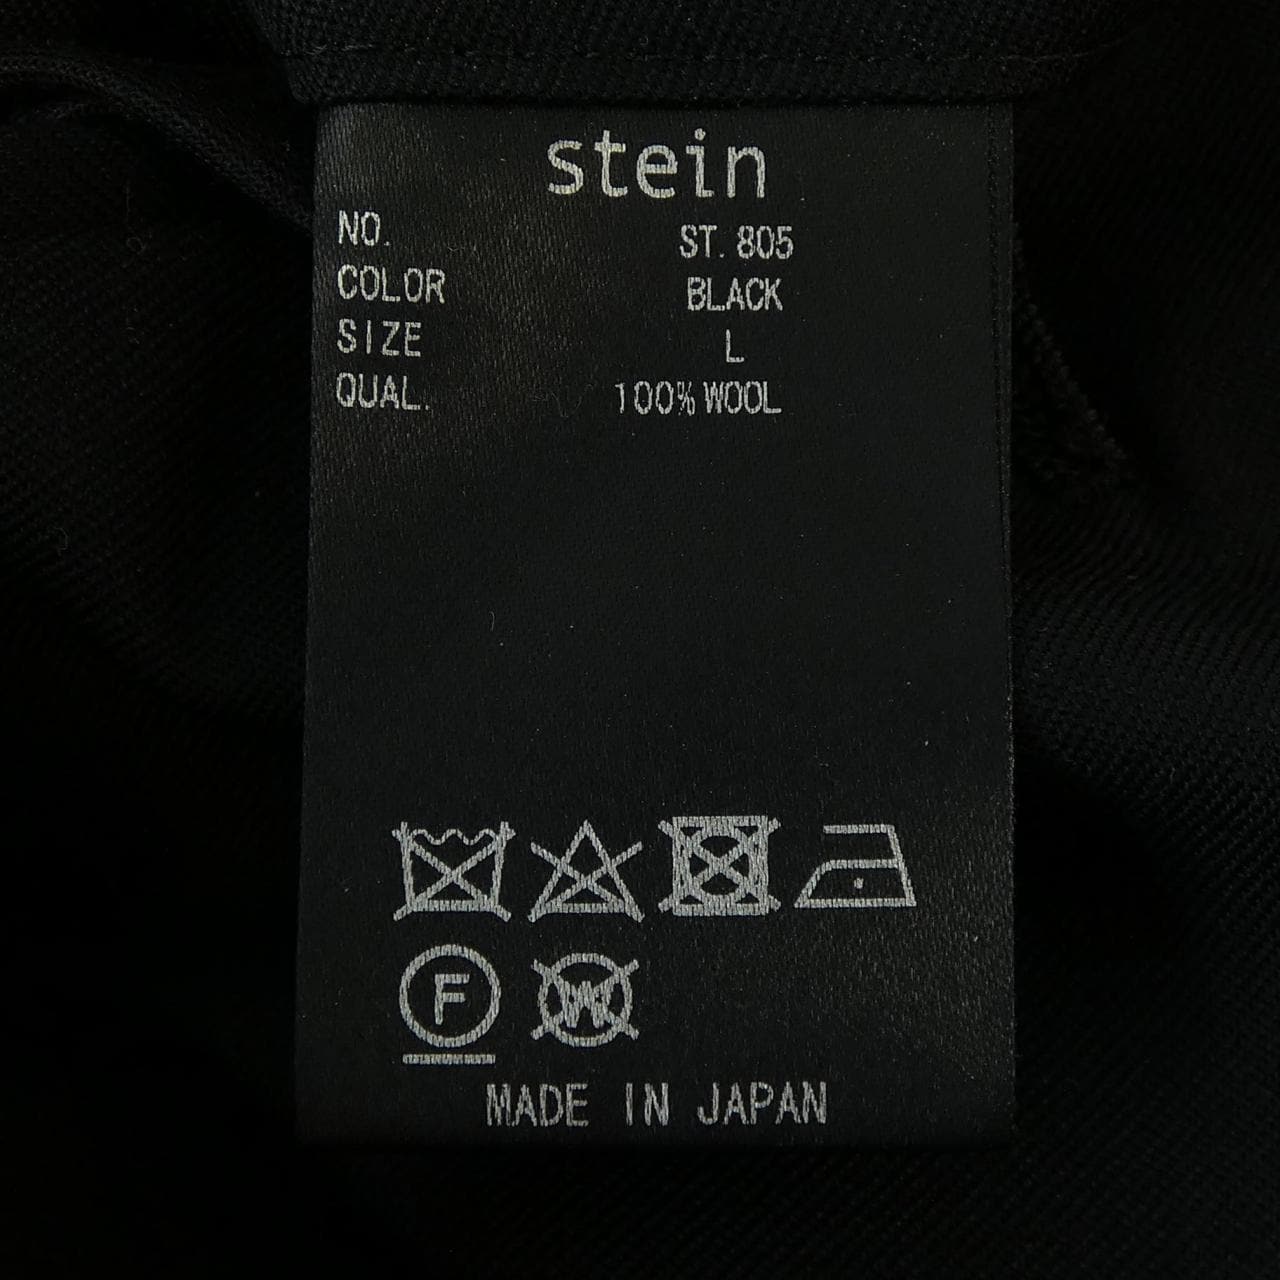 stein
NO. ST. 805
COLOR BLACK
SIZE L
QUAL. 100% WOOL
F W
MADE IN JAPAN